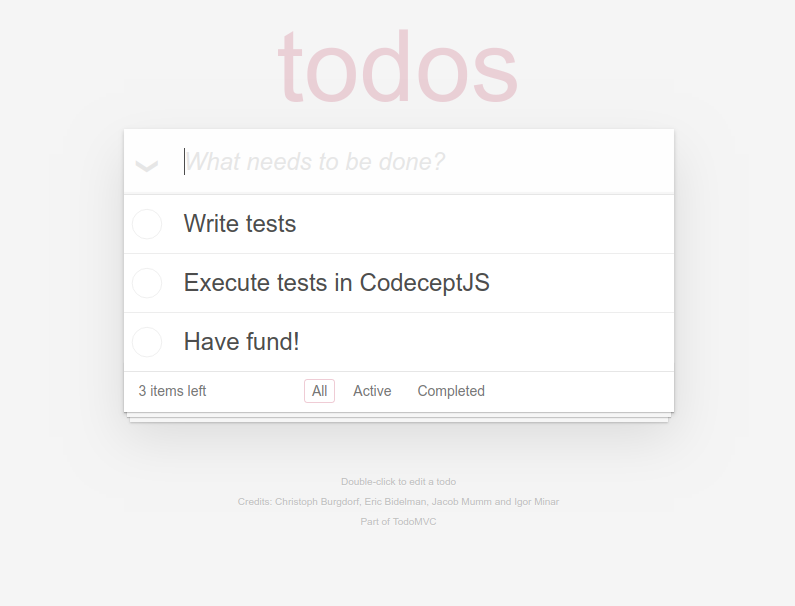 todos
What needs to be done?
Write tests
Execute tests in CodeceptJS
Have fund!
3 items left All Active Completed
Double-click to edit a todo
Credits: Christoph Burgdorf, Eric Bidelman, Jacob Mumm and Igor Minar
Part of TodoMVC